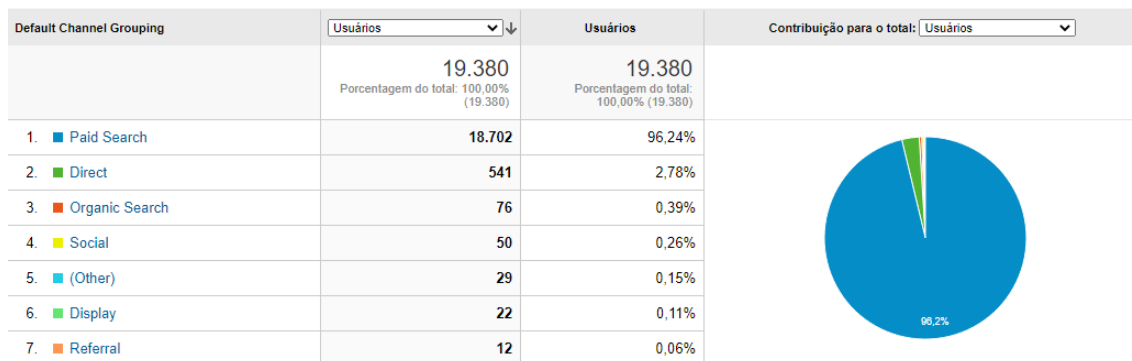 Default Channel Grouping Usuários Usuários Contribuição para o total: Usuários
19.380 19.380
Porcentagem do total: 100,00% Porcentagem do total:
(19.380) 100,00% (19.380)
1. Paid Search 18.702 96,24%
2. Direct 541 2,78%
3. Organic Search 76 0,39%
4. Social 50 0,26%
5. (Other) 29 0,15%
6. Display 22 0,11%
96,2%
7. Referral 12 0,06%